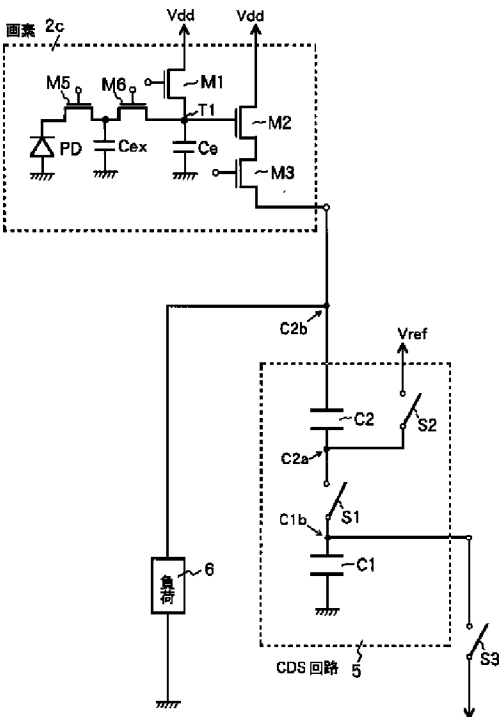 画素 2c
Vdd
Vdd
M1
M5
M6
T1
M2
PD
Cex
Ce
M3
C2b
Vref
C2
S2
C2a
S1
C1b
C1
負荷
6
S3
CDS 回路 5